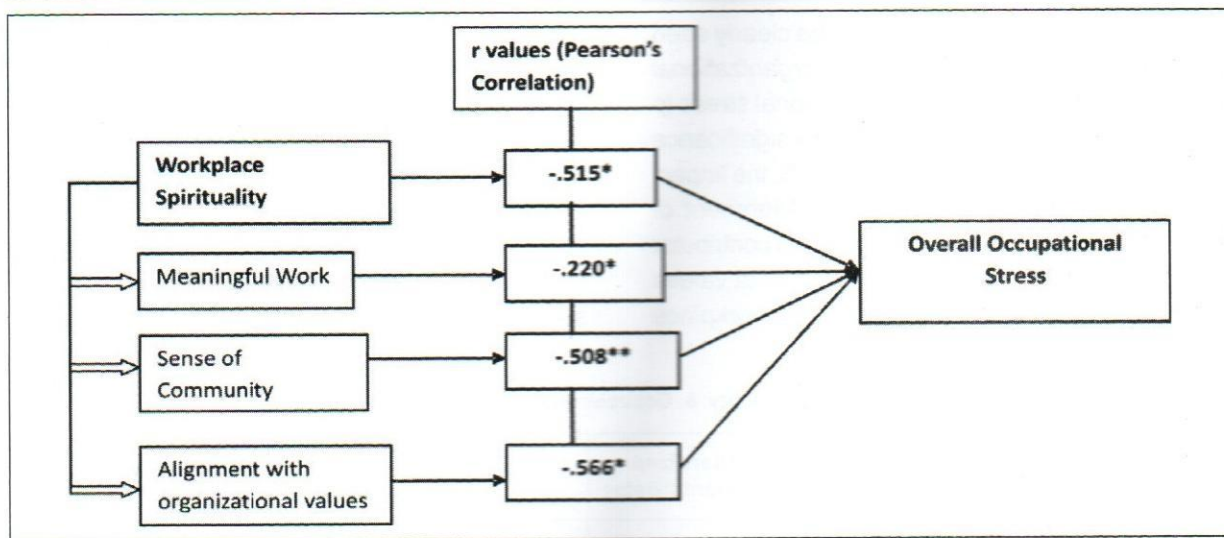 r values (Pearson's
Correlation)
Workplace
Spirituality
-.515*
Meaningful Work
-.220*
Overall Occupational
Stress
Sense of
Community
-.508**
Alignment with
organizational values
-.566*